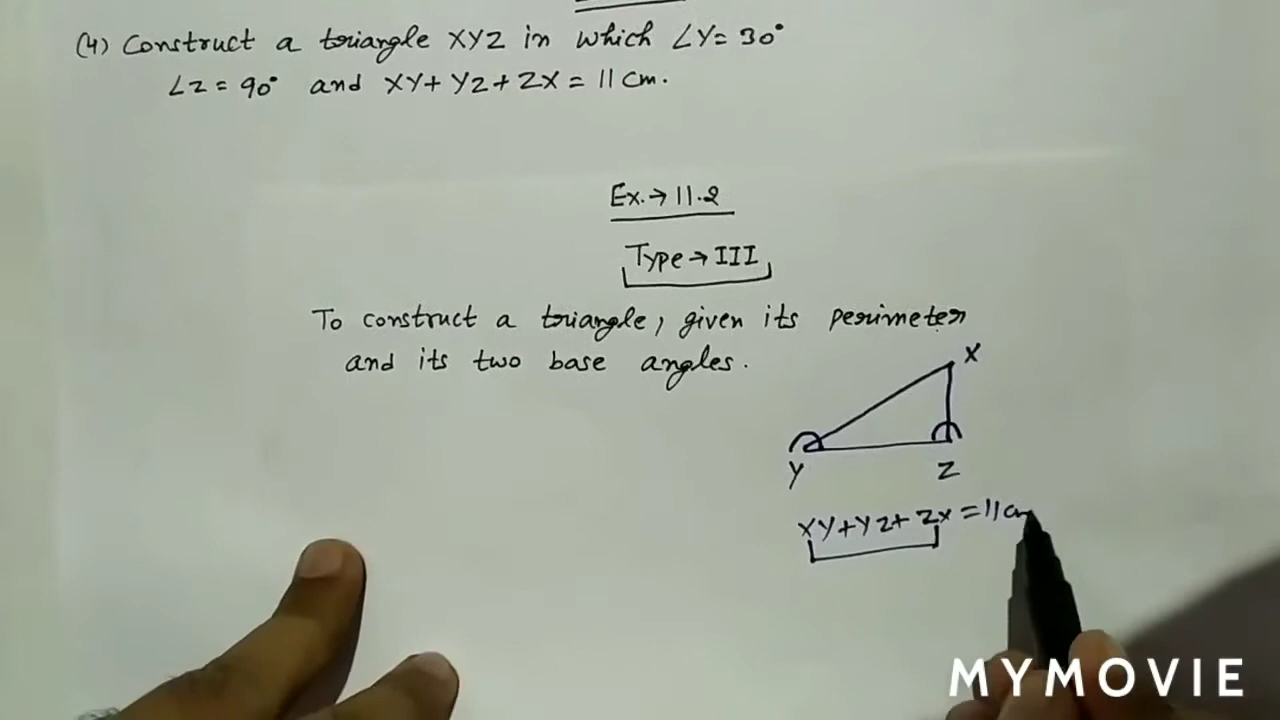 (4) Construct a triangle XYZ in which ∠Y = 30°
∠Z = 90° and XY + YZ + ZX = 11 cm.
Ex. → 11.2
Type → III
To construct a triangle, given its perimeter
and its two base angles.
X
Y Z
XY + YZ + ZX = 11 cm
MYMOVIE